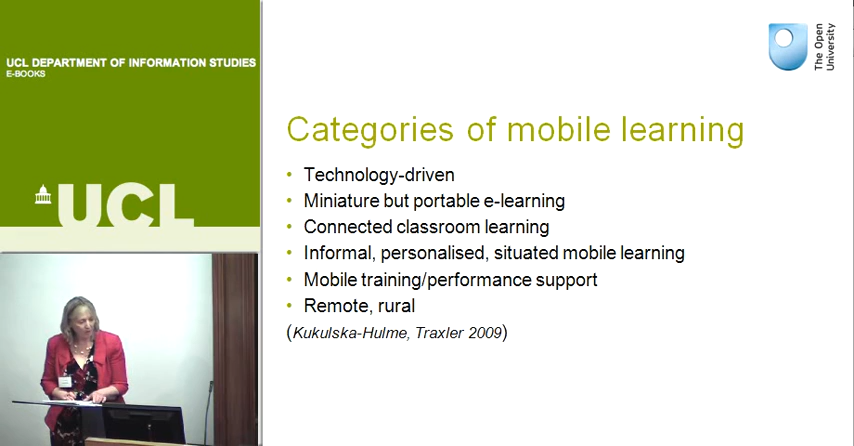 UCL DEPARTMENT OF INFORMATION STUDIES
E-BOOKS
UCL
The Open
University
Categories of mobile learning
• Technology-driven
• Miniature but portable e-learning
• Connected classroom learning
• Informal, personalised, situated mobile learning
• Mobile training/performance support
• Remote, rural
(Kukulska-Hulme, Traxler 2009)